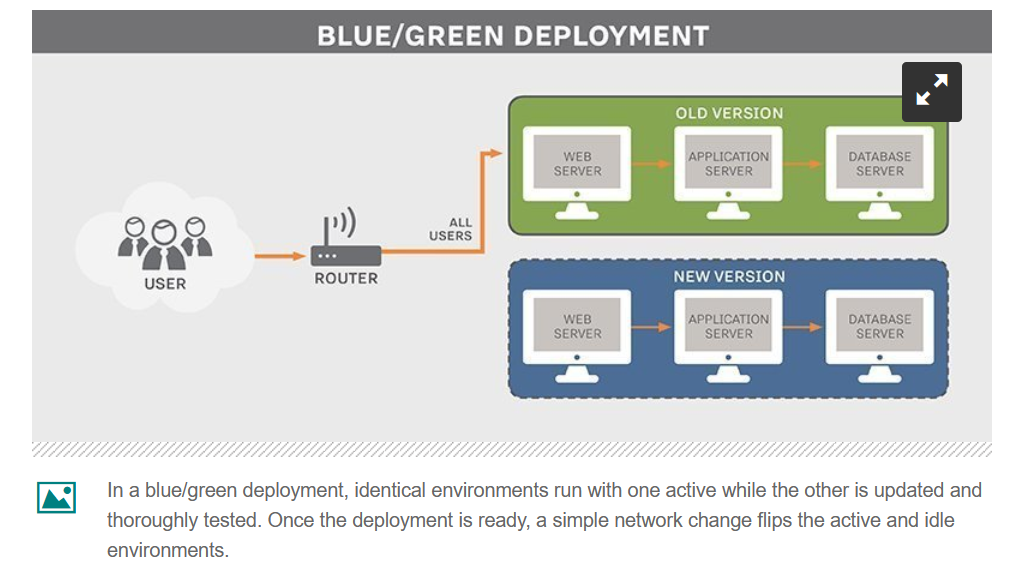 BLUE/GREEN DEPLOYMENT
OLD VERSION
WEB
SERVER
APPLICATION
SERVER
DATABASE
SERVER
ALL
USERS
USER
ROUTER
NEW VERSION
WEB
SERVER
APPLICATION
SERVER
DATABASE
SERVER
In a blue/green deployment, identical environments run with one active while the other is updated and
thoroughly tested. Once the deployment is ready, a simple network change flips the active and idle
environments.